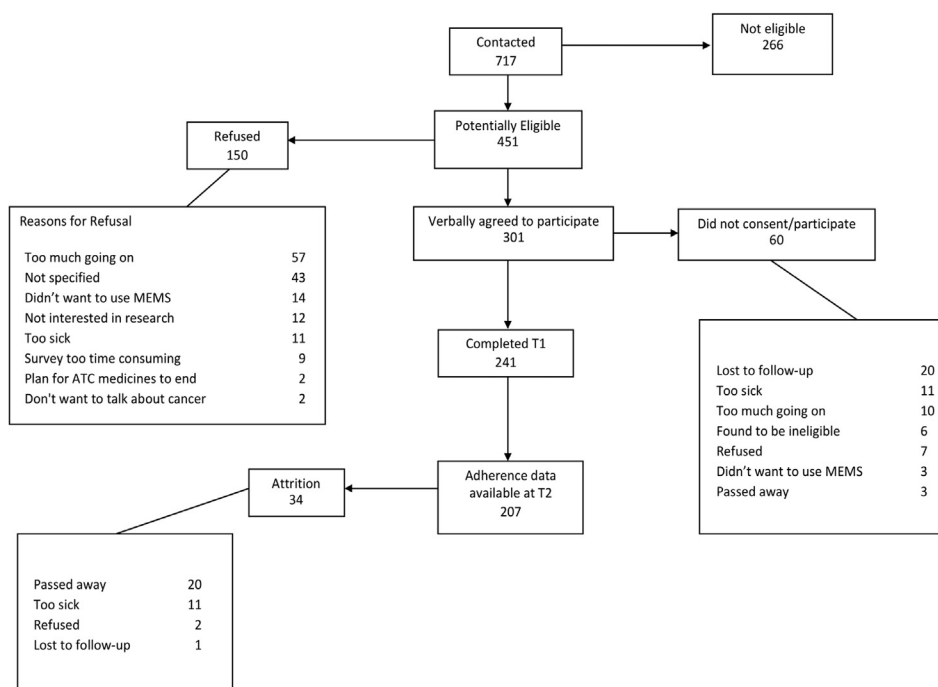 Contacted
717
Not eligible
266
Potentially Eligible
451
Refused
150
Reasons for Refusal
Too much going on 57
Not specified 43
Didn't want to use MEMS 14
Not interested in research 12
Too sick 11
Survey too time consuming 9
Plan for ATC medicines to end 2
Don't want to talk about cancer 2
Verbally agreed to participate
301
Did not consent/participate
60
Lost to follow-up 20
Too sick 11
Too much going on 10
Found to be ineligible 6
Refused 7
Didn't want to use MEMS 3
Passed away 3
Completed T1
241
Adherence data
available at T2
207
Attrition
34
Passed away 20
Too sick 11
Refused 2
Lost to follow-up 1